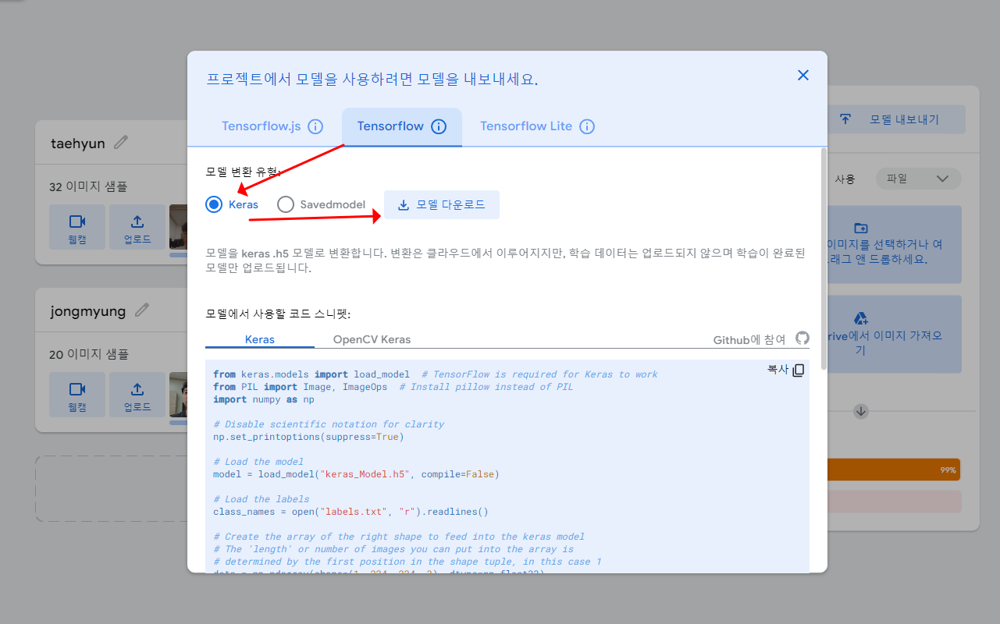 프로젝트에서 모델을 사용하려면 모델을 내보내세요.
Tensorflow.js
Tensorflow
Tensorflow Lite
모델 변환 유형:
Keras
Savedmodel
모델 다운로드
모델을 keras .h5 모델로 변환합니다. 변환은 클라우드에서 이루어지지만, 학습 데이터는 업로드되지 않으며 학습이 완료된
모델만 업로드됩니다.
모델에서 사용할 코드 스니펫:
Keras
OpenCV Keras
Github에 참여
복사
from keras.models import load_model  # TensorFlow is required for Keras to work
from PIL import Image, ImageOps  # Install pillow instead of PIL
import numpy as np
# Disable scientific notation for clarity
np.set_printoptions(suppress=True)
# Load the model
model = load_model("keras_Model.h5", compile=False)
# Load the labels
class_names = open("labels.txt", "r").readlines()
# Create the array of the right shape to feed into the keras model
# The 'length' or number of images you can put into the array is
# determined by the first position in the shape tuple, in this case 1
taehyun
32 이미지 샘플
웹캠
업로드
jongmyung
20 이미지 샘플
웹캠
업로드
모델 내보내기
사용
파일
이미지를 선택하거나 여
래그 앤 드롭하세요.
rive에서 이미지 가져오
기
99%